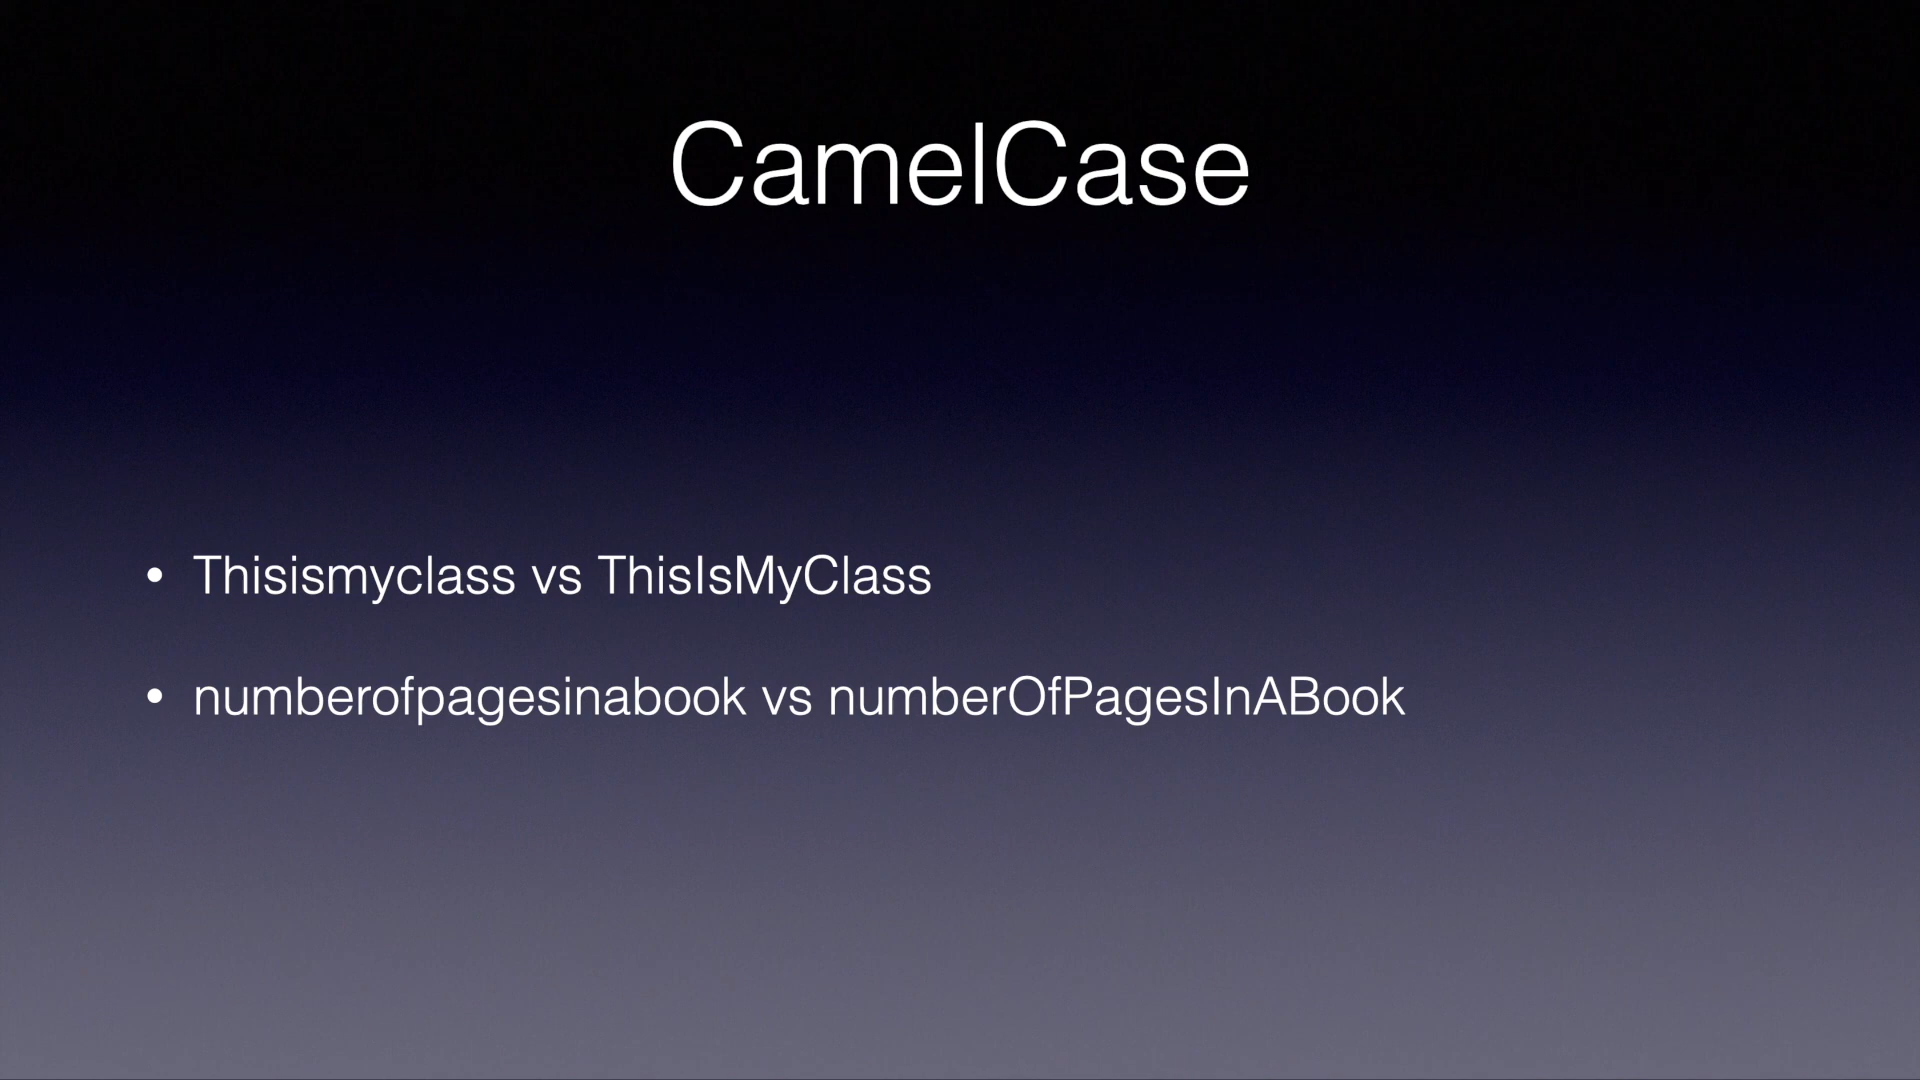 CamelCase
• Thisismyclass vs ThisIsMyClass
• numberofpagesinabook vs numberOfPagesInABook